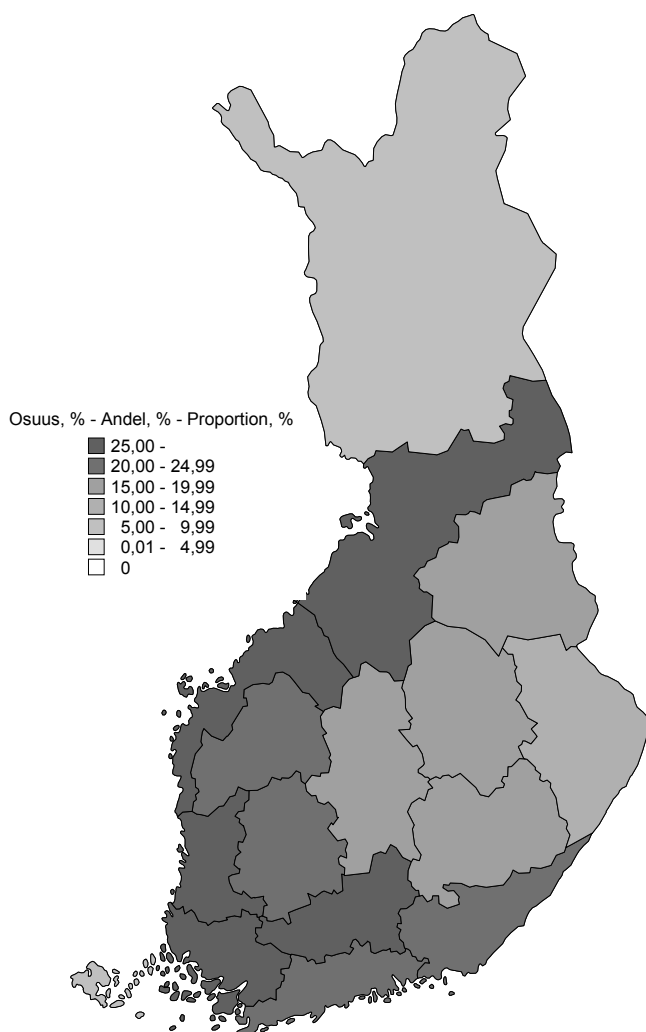 Osuus, % - Andel, % - Proportion, %
25,00 -
20,00 - 24,99
15,00 - 19,99
10,00 - 14,99
5,00 - 9,99
0,01 - 4,99
0